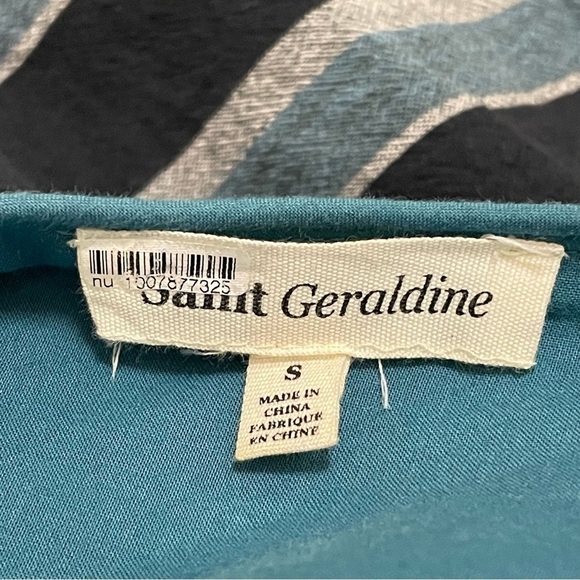 nu 1007877325
Saint Geraldine
S
MADE IN
CHINA
FABRIQUE
EN CHINE